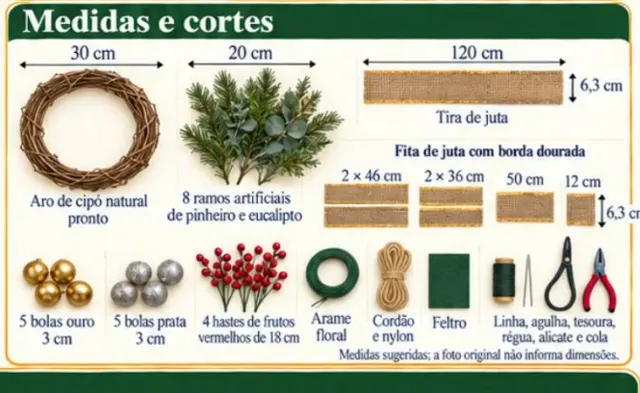 Medidas e cortes
30 cm
20 cm
120 cm
6,3 cm
Tira de juta
Fita de juta com borda dourada
2 × 46 cm
2 × 36 cm
50 cm
12 cm
6,3 cm
Aro de cipó natural
pronto
8 ramos artificiais
de pinheiro e eucalipto
5 bolas ouro
3 cm
5 bolas prata
3 cm
4 hastes de frutos
vermelhos de 18 cm
Arame
floral
Cordão
e nylon
Feltro
Linha, agulha, tesoura,
régua, alicate e cola
Medidas sugeridas; a foto original não informa dimensões.